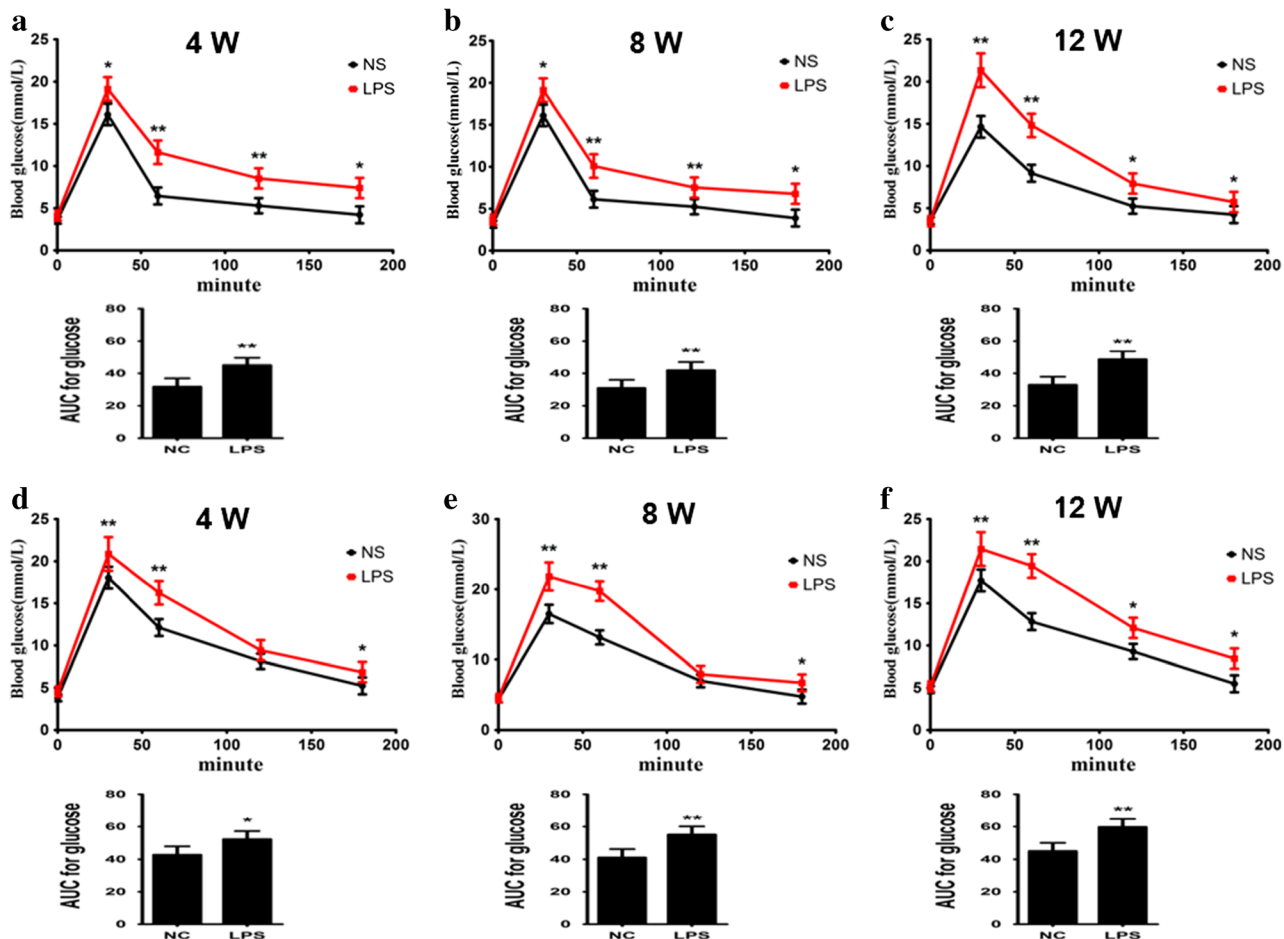 a
4 W
*
**
**
*
NS
LPS
Blood glucose(mmol/L)
25
20
15
10
5
0
0 50 100 150 200
minute
AUC for glucose
80
60
40
20
0
**
NC LPS
b
8 W
*
**
**
*
NS
LPS
Blood glucose(mmol/L)
25
20
15
10
5
0
0 50 100 150 200
minute
AUC for glucose
80
60
40
20
0
**
NC LPS
c
12 W
**
**
*
*
NS
LPS
Blood glucose(mmol/L)
25
20
15
10
5
0
0 50 100 150 200
minute
AUC for glucose
80
60
40
20
0
**
NC LPS
d
4 W
**
**
*
NS
LPS
Blood glucose(mmol/L)
25
20
15
10
5
0
0 50 100 150 200
minute
AUC for glucose
80
60
40
20
0
*
NC LPS
e
8 W
**
**
*
NS
LPS
Blood glucose(mmol/L)
30
20
10
0
0 50 100 150 200
minute
AUC for glucose
80
60
40
20
0
**
NC LPS
f
12 W
**
**
*
*
NS
LPS
Blood glucose(mmol/L)
25
20
15
10
5
0
0 50 100 150 200
minute
AUC for glucose
80
60
40
20
0
**
NC LPS